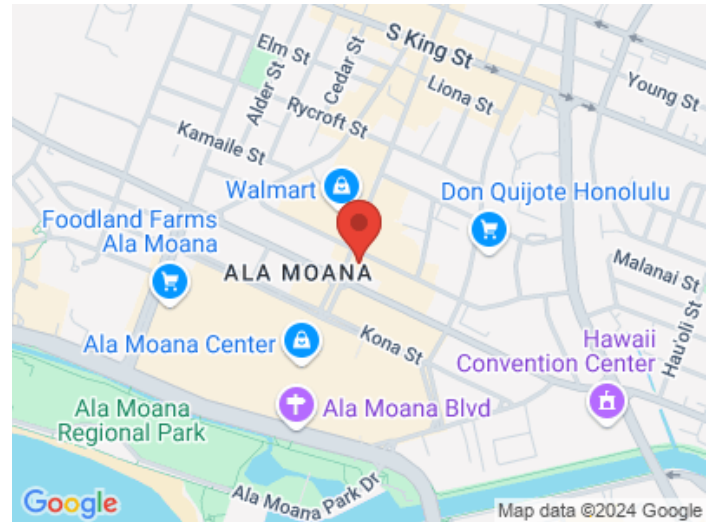 S King St
Elm St
Cedar St
Alder St
Liona St
Young St
Rycroft St
Kamaile St
Walmart
Don Quijote Honolulu
Foodland Farms
Ala Moana
ALA MOANA
Malanai St
Hau'oli St
Ala Moana Center
Kona St
Hawaii
Convention Center
Ala Moana
Regional Park
Ala Moana Blvd
Ala Moana Park Dr
Google
Map data ©2024 Google